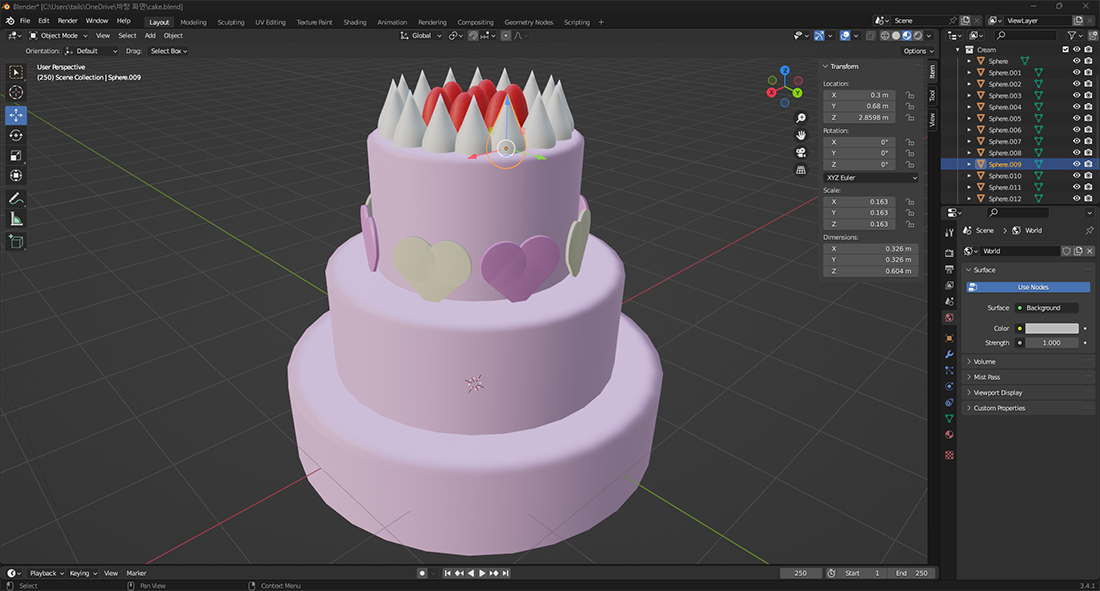 Blender* [C:\Users\tails\OneDrive\바탕 화면\cake.blend]
File Edit Render Window Help Layout Modeling Sculpting UV Editing Texture Paint Shading Animation Rendering Compositing Geometry Nodes Scripting + Scene ViewLayer
Object Mode View Select Add Object Global
Orientation: Default Drag: Select Box Options
User Perspective
(250) Scene Collection | Sphere.009
Z
X
Y
Item
Tool
View
Transform
Location:
X 0.3 m
Y 0.68 m
Z 2.8598 m
Rotation:
X 0°
Y 0°
Z 0°
XYZ Euler
Scale:
X 0.163
Y 0.163
Z 0.163
Dimensions:
X 0.326 m
Y 0.326 m
Z 0.604 m
Cream
Sphere
Sphere.001
Sphere.002
Sphere.003
Sphere.004
Sphere.005
Sphere.006
Sphere.007
Sphere.008
Sphere.009
Sphere.010
Sphere.011
Sphere.012
Scene World
World
Surface
Use Nodes
Surface Background
Color
Strength 1.000
Volume
Mist Pass
Viewport Display
Custom Properties
Playback Keying View Marker 250 Start 1 End 250
Select Pan View Context Menu 3.4.1